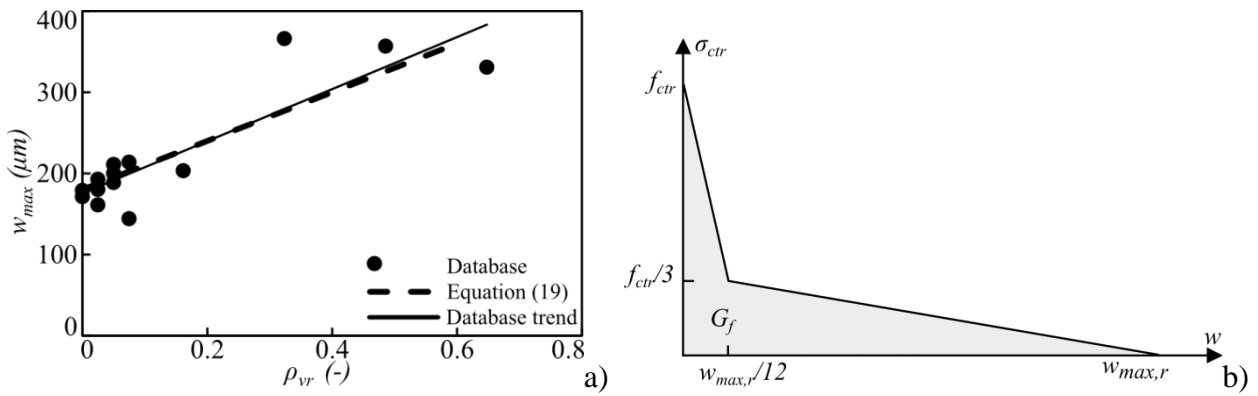 400
300
200
100
0
w_max (μm)
Database
Equation (19)
Database trend
0 0.2 0.4 0.6 0.8
ρ_vr (-)
a)
σ_ctr
f_ctr
f_ctr/3
G_f
w
w_max,r/12
w_max,r
b)